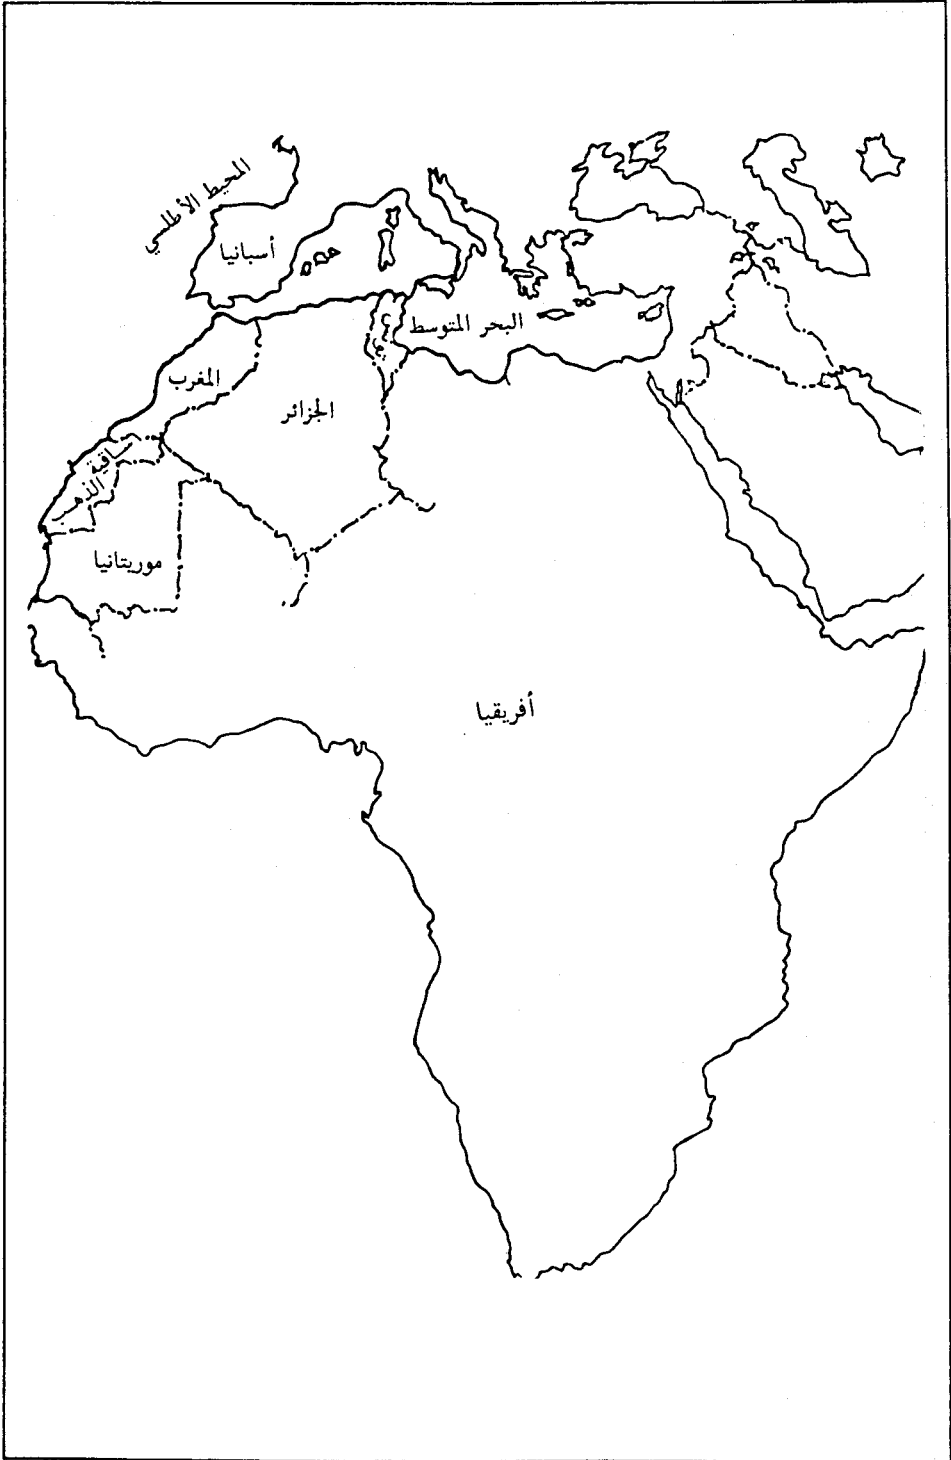 المحيط الأطلسي
أسبانيا
البحر المتوسط
المغرب
الجزائر
ساقية
الذهب
موريتانيا
أفريقيا